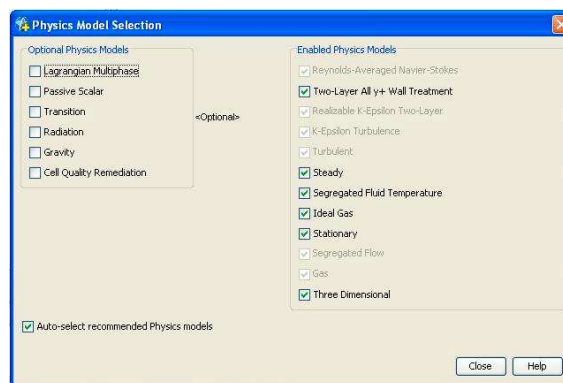 Physics Model Selection
Optional Physics Models
Lagrangian Multiphase
Passive Scalar
Transition
Radiation
Gravity
Cell Quality Remediation
<Optional>
Enabled Physics Models
Reynolds-Averaged Navier-Stokes
Two-Layer All y+ Wall Treatment
Realizable K-Epsilon Two-Layer
K-Epsilon Turbulence
Turbulent
Steady
Segregated Fluid Temperature
Ideal Gas
Stationary
Segregated Flow
Gas
Three Dimensional
Auto-select recommended Physics models
Close
Help